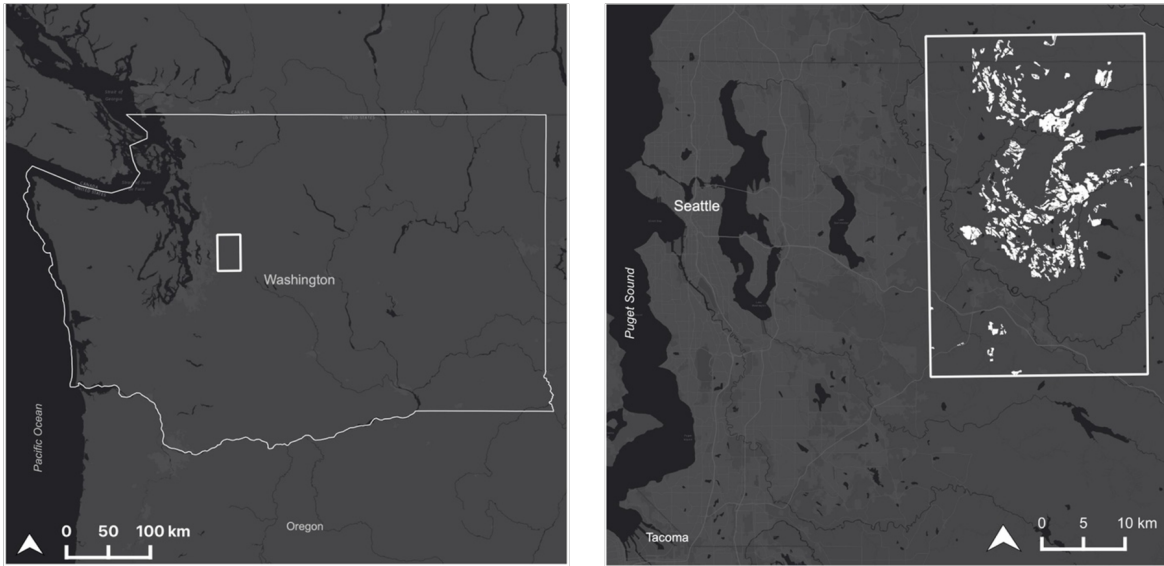 Washington
Pacific Ocean
Oregon
0 50 100 km
Seattle
Puget Sound
Tacoma
0 5 10 km